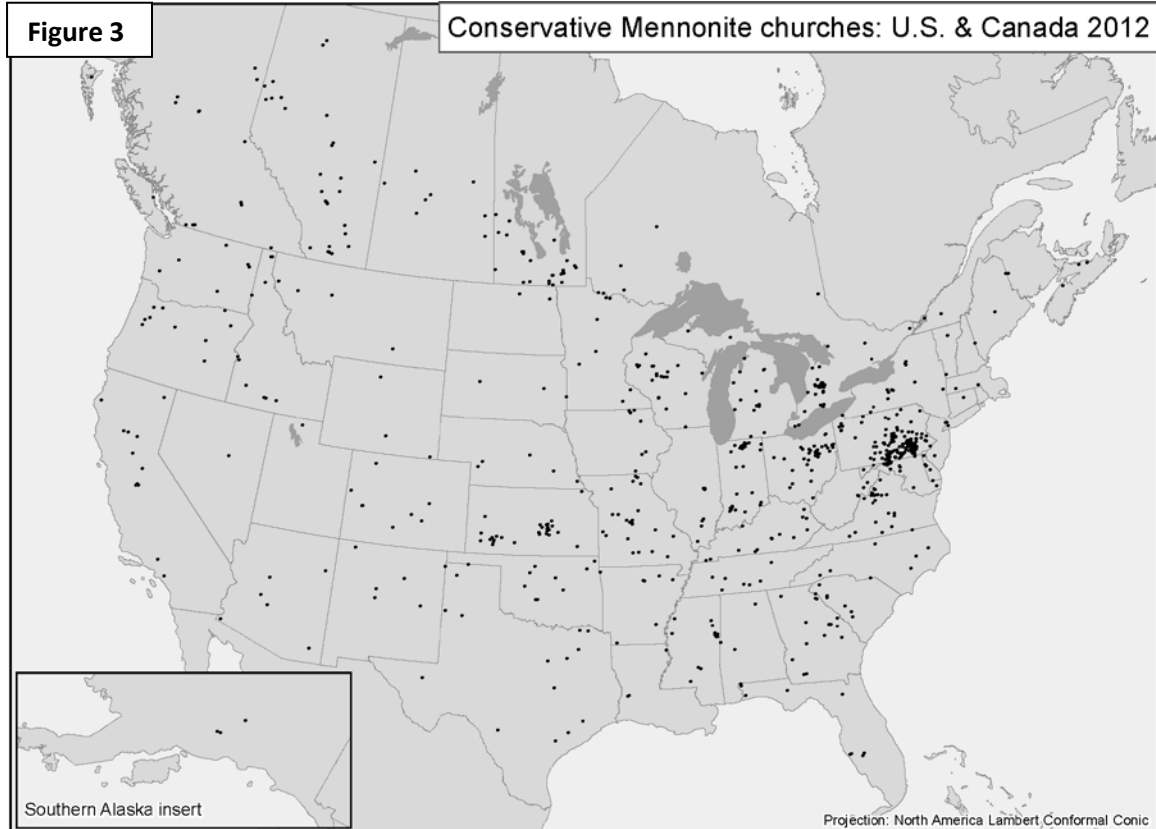 Figure 3
Conservative Mennonite churches: U.S. & Canada 2012
Southern Alaska insert
Projection: North America Lambert Conformal Conic